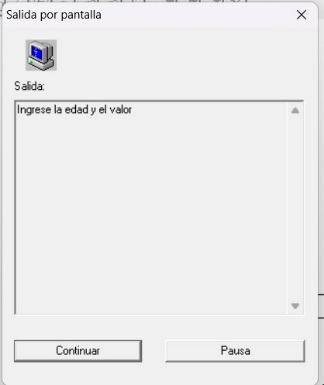 Salida por pantalla
Salida:
Ingrese la edad y el valor
Continuar
Pausa